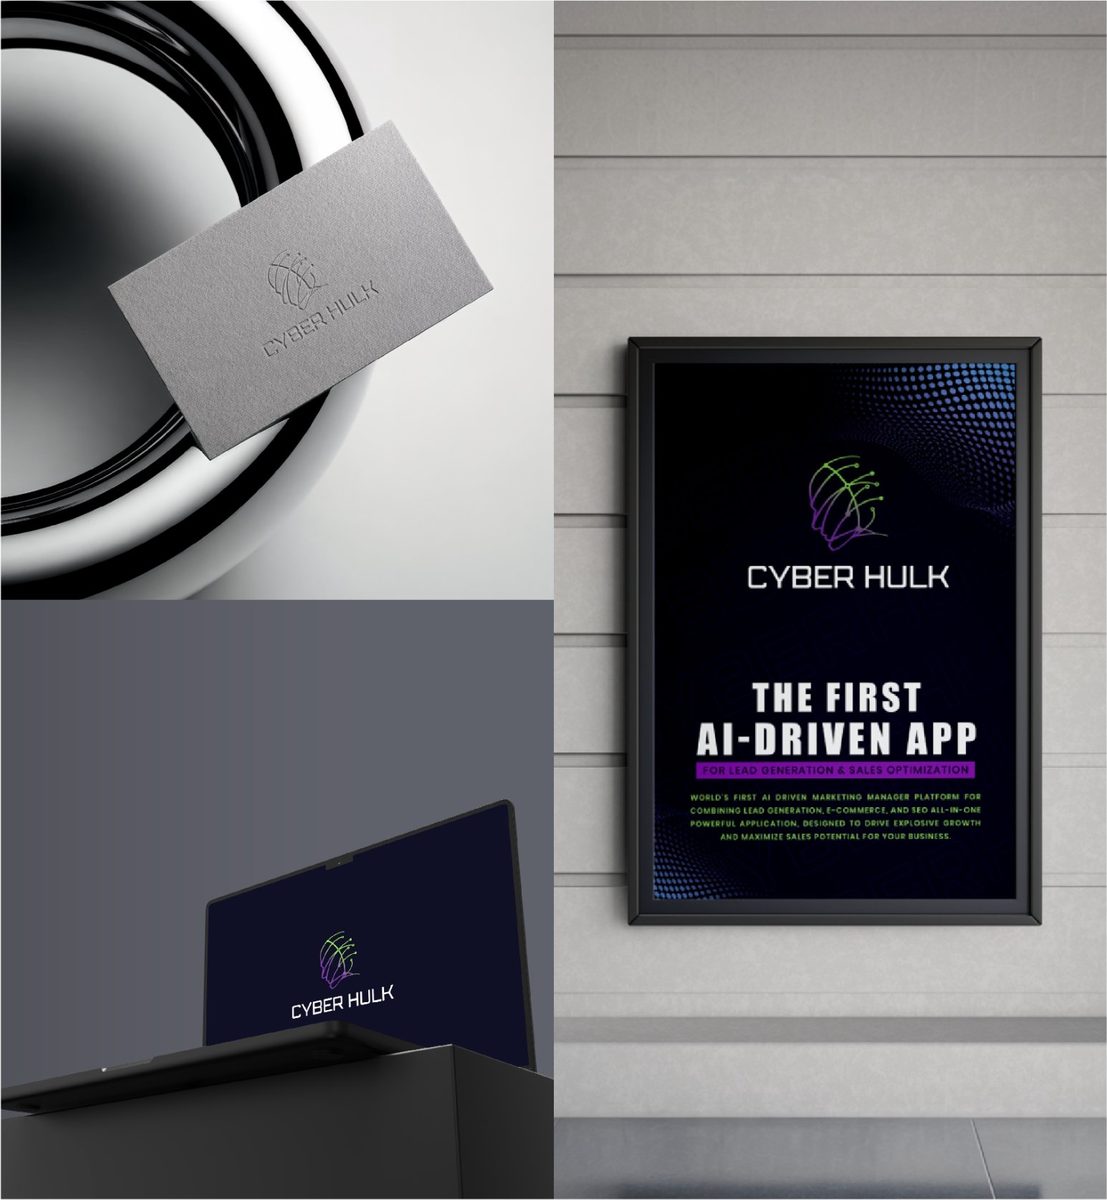 CYBER HULK
CYBER HULK
THE FIRST
AI-DRIVEN APP
FOR LEAD GENERATION & SALES OPTIMIZATION
WORLD'S FIRST AI DRIVEN MARKETING MANAGER PLATFORM FOR
COMBINING LEAD GENERATION, E-COMMERCE, AND SEO ALL-IN-ONE
POWERFUL APPLICATION, DESIGNED TO DRIVE EXPLOSIVE GROWTH
AND MAXIMIZE SALES POTENTIAL FOR YOUR BUSINESS.
CYBER HULK